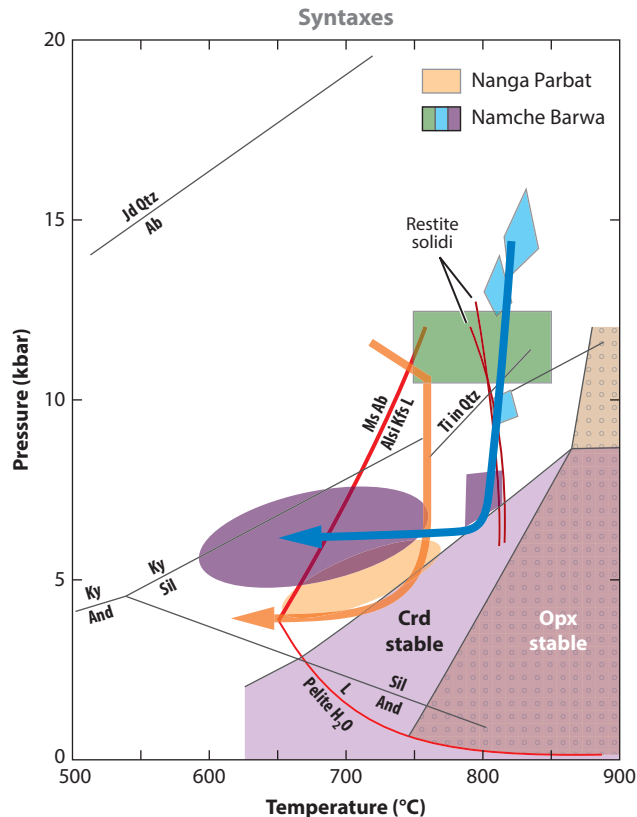 Syntaxes
20
15
10
5
0
Pressure (kbar)
500
600
700
800
900
Temperature (°C)
Nanga Parbat
Namche Barwa
Jd Qtz
Ab
Restite
solidi
Ms Ab
Alsi Kfs L
Ti in Qtz
Ky
Sil
Ky
And
Crd
stable
Opx
stable
Sil
And
L
Pelite H₂O